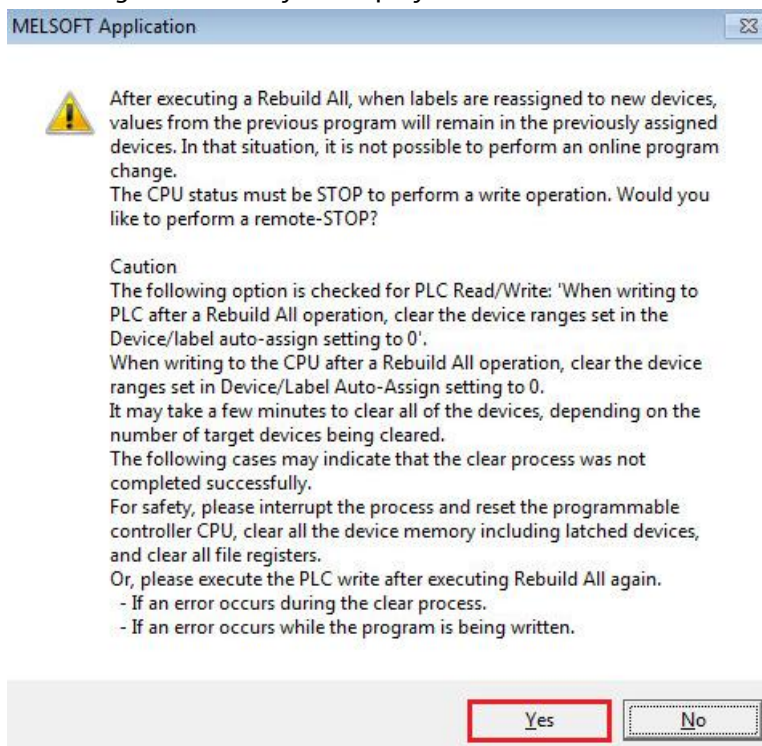 MELSOFT Application
After executing a Rebuild All, when labels are reassigned to new devices,
values from the previous program will remain in the previously assigned
devices. In that situation, it is not possible to perform an online program
change.
The CPU status must be STOP to perform a write operation. Would you
like to perform a remote-STOP?
Caution
The following option is checked for PLC Read/Write: 'When writing to
PLC after a Rebuild All operation, clear the device ranges set in the
Device/label auto-assign setting to 0'.
When writing to the CPU after a Rebuild All operation, clear the device
ranges set in Device/Label Auto-Assign setting to 0.
It may take a few minutes to clear all of the devices, depending on the
number of target devices being cleared.
The following cases may indicate that the clear process was not
completed successfully.
For safety, please interrupt the process and reset the programmable
controller CPU, clear all the device memory including latched devices,
and clear all file registers.
Or, please execute the PLC write after executing Rebuild All again.
- If an error occurs during the clear process.
- If an error occurs while the program is being written.
Yes No